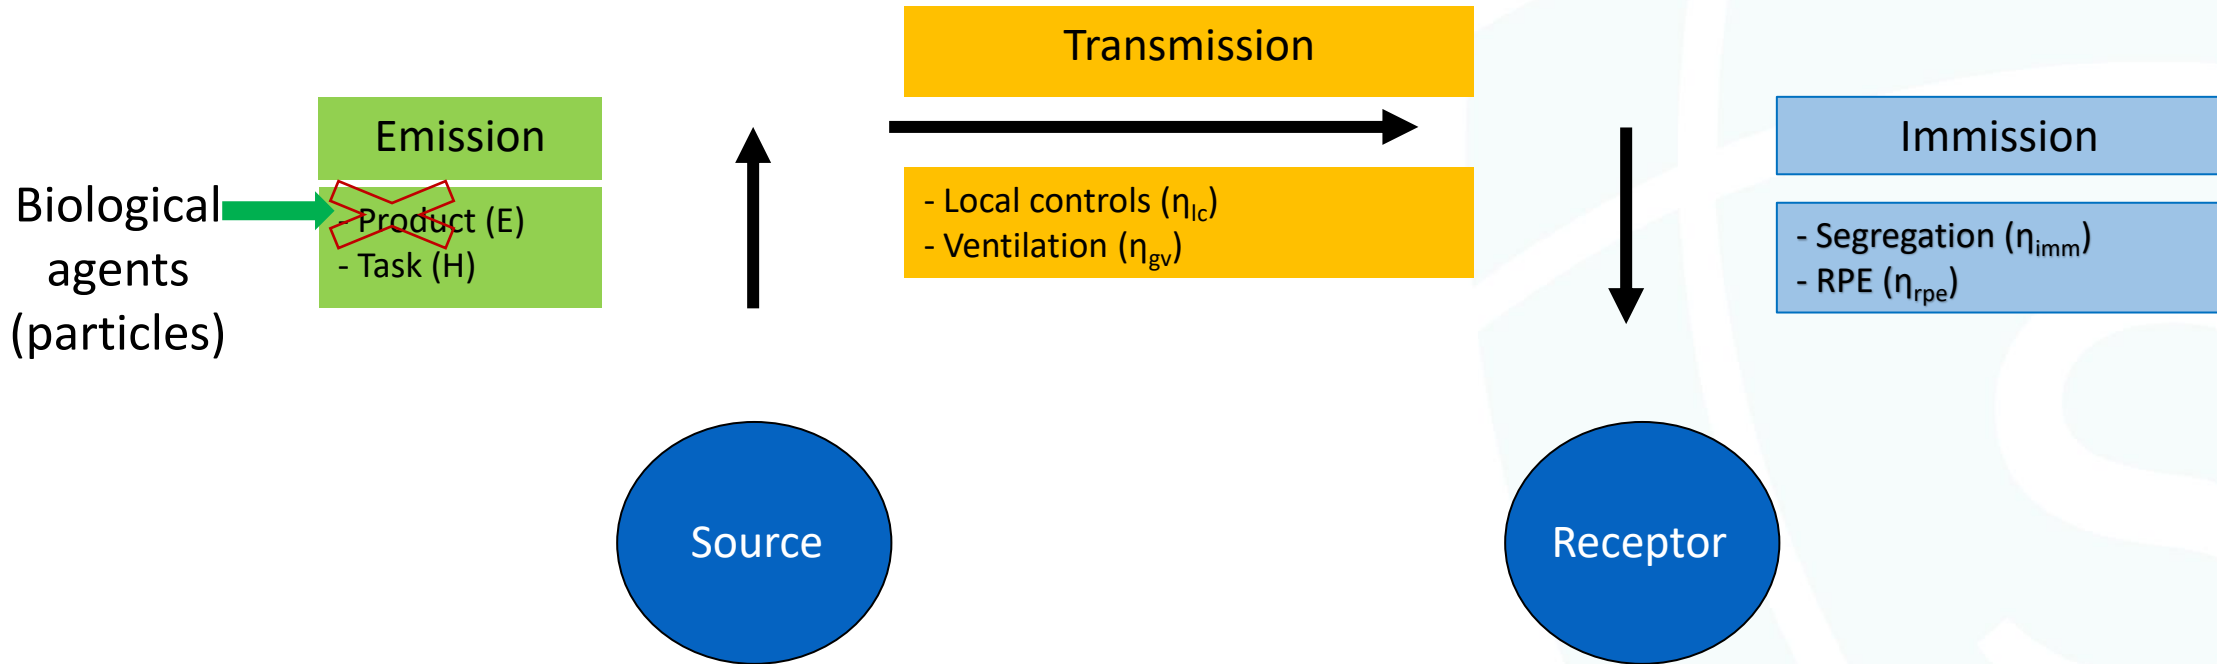 Transmission
Emission
Immission
Biological
agents
(particles)
- Product (E)
- Task (H)
- Local controls (ηlc)
- Ventilation (ηgv)
- Segregation (ηimm)
- RPE (ηrpe)
Source
Receptor